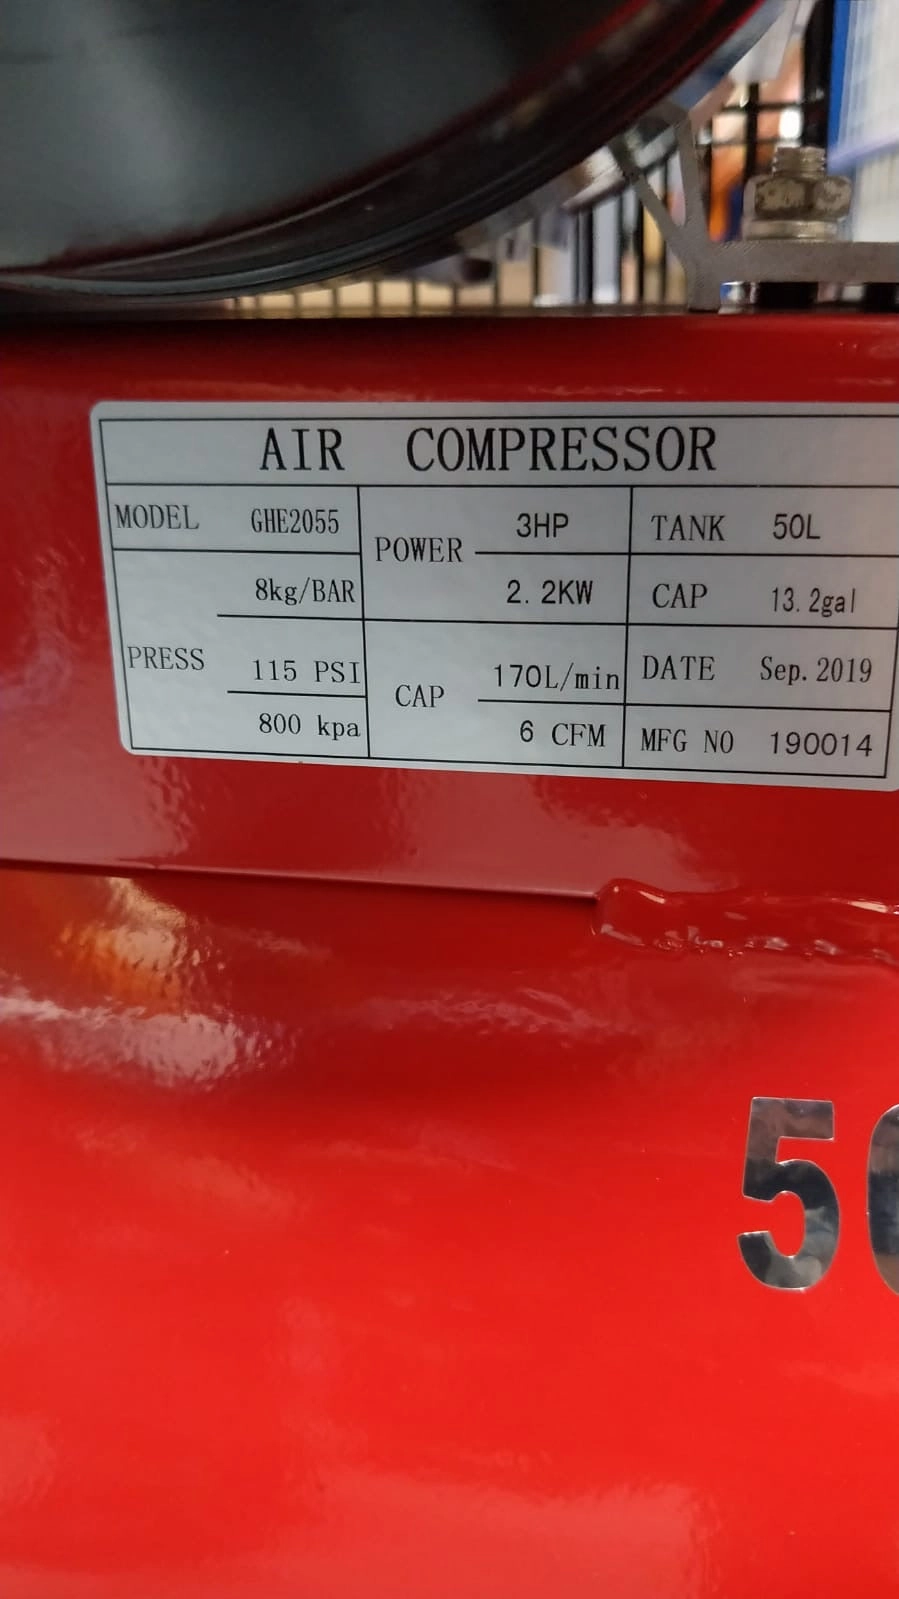 AIR COMPRESSOR
MODEL GHE2055
POWER 3HP
2.2KW
TANK 50L
CAP 13.2gal
PRESS 8kg/BAR
115 PSI
800 kpa
CAP 170L/min
6 CFM
DATE Sep.2019
MFG NO 190014
50